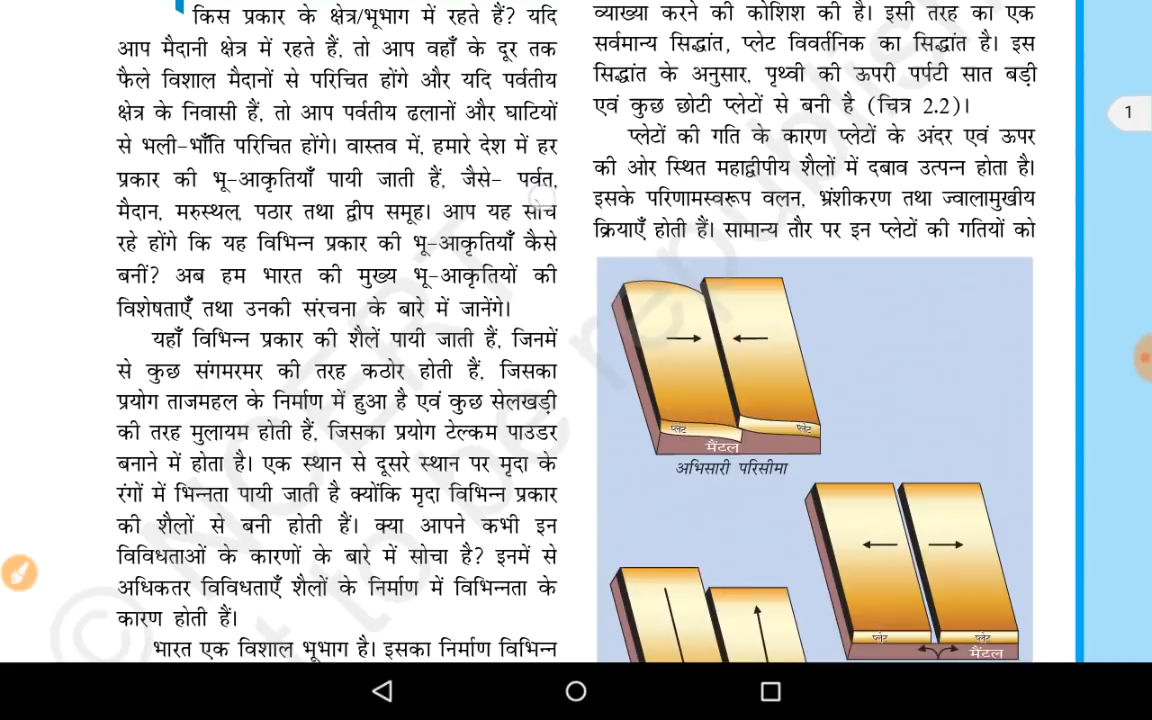 किस प्रकार के क्षेत्र/भूभाग में रहते हैं? यदि
आप मैदानी क्षेत्र में रहते हैं, तो आप वहाँ के दूर तक
फैले विशाल मैदानों से परिचित होंगे और यदि पर्वतीय
क्षेत्र के निवासी हैं, तो आप पर्वतीय ढलानों और घाटियों
से भली-भाँति परिचित होंगे। वास्तव में, हमारे देश में हर
प्रकार की भू-आकृतियाँ पायी जाती हैं, जैसे- पर्वत,
मैदान, मरुस्थल, पठार तथा द्वीप समूह। आप यह सोच
रहे होंगे कि यह विभिन्न प्रकार की भू-आकृतियाँ कैसे
बनीं? अब हम भारत की मुख्य भू-आकृतियों की
विशेषताएँ तथा उनकी संरचना के बारे में जानेंगे।
यहाँ विभिन्न प्रकार की शैलें पायी जाती हैं, जिनमें
से कुछ संगमरमर की तरह कठोर होती हैं, जिसका
प्रयोग ताजमहल के निर्माण में हुआ है एवं कुछ सेलखड़ी
की तरह मुलायम होती हैं, जिसका प्रयोग टेल्कम पाउडर
बनाने में होता है। एक स्थान से दूसरे स्थान पर मृदा के
रंगों में भिन्नता पायी जाती है क्योंकि मृदा विभिन्न प्रकार
की शैलों से बनी होती हैं। क्या आपने कभी इन
विविधताओं के कारणों के बारे में सोचा है? इनमें से
अधिकतर विविधताएँ शैलों के निर्माण में विभिन्नता के
कारण होती हैं।
भारत एक विशाल भूभाग है। इसका निर्माण विभिन्न
व्याख्या करने की कोशिश की है। इसी तरह का एक
सर्वमान्य सिद्धांत, प्लेट विवर्तनिक का सिद्धांत है। इस
सिद्धांत के अनुसार, पृथ्वी की ऊपरी पर्पटी सात बड़ी
एवं कुछ छोटी प्लेटों से बनी है (चित्र 2.2)।
प्लेटों की गति के कारण प्लेटों के अंदर एवं ऊपर
की ओर स्थित महाद्वीपीय शैलों में दबाव उत्पन्न होता है।
इसके परिणामस्वरूप वलन, भ्रंशीकरण तथा ज्वालामुखीय
क्रियाएँ होती हैं। सामान्य तौर पर इन प्लेटों की गतियों को
प्लेट
प्लेट
मैंटल
अभिसारी परिसीमा
प्लेट
प्लेट
मैंटल
1
© NCERT
not to be republished